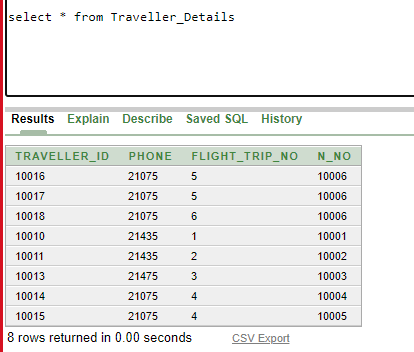 select * from Traveller_Details
Results Explain Describe Saved SQL History
TRAVELLER_ID PHONE FLIGHT_TRIP_NO N_NO
10016 21075 5 10006
10017 21075 5 10006
10018 21075 6 10006
10010 21435 1 10001
10011 21435 2 10002
10013 21475 3 10003
10014 21075 4 10004
10015 21075 4 10005
8 rows returned in 0.00 seconds CSV Export